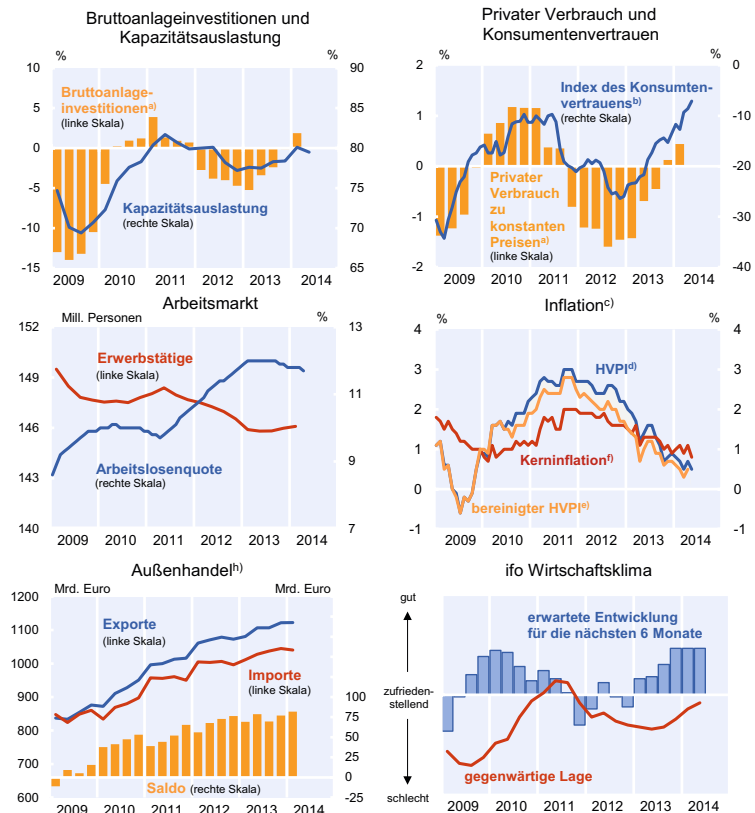 Bruttoanlageinvestitionen und
Kapazitätsauslastung
%
%
10
5
0
-5
-10
-15
90
85
80
75
70
65
Bruttoanlage-
investitionen a)
(linke Skala)
Kapazitätsauslastung
(rechte Skala)
2009 2010 2011 2012 2013 2014
Privater Verbrauch und
Konsumentenvertrauen
%
%
2
1
0
-1
-2
0
-10
-20
-30
-40
Index des Konsumten-
vertrauens b)
(rechte Skala)
Privater
Verbrauch
zu
konstanten
Preisen a)
(linke Skala)
2009 2010 2011 2012 2013 2014
Arbeitsmarkt
Mill. Personen
%
152
149
146
143
140
13
11
9
7
Erwerbstätige
(linke Skala)
Arbeitslosenquote
(rechte Skala)
2009 2010 2011 2012 2013 2014
Inflation c)
%
%
4
3
2
1
0
-1
4
3
2
1
0
-1
HVPI d)
Kerninflation f)
bereinigter HVPI e)
2009 2010 2011 2012 2013 2014
Außenhandel h)
Mrd. Euro
Mrd. Euro
1200
1100
1000
900
800
700
600
100
75
50
25
0
-25
Exporte
(linke Skala)
Importe
(linke Skala)
Saldo (rechte Skala)
2009 2010 2011 2012 2013 2014
ifo Wirtschaftsklima
gut
zufrieden-
stellend
schlecht
erwartete Entwicklung
für die nächsten 6 Monate
gegenwärtige Lage
2009 2010 2011 2012 2013 2014